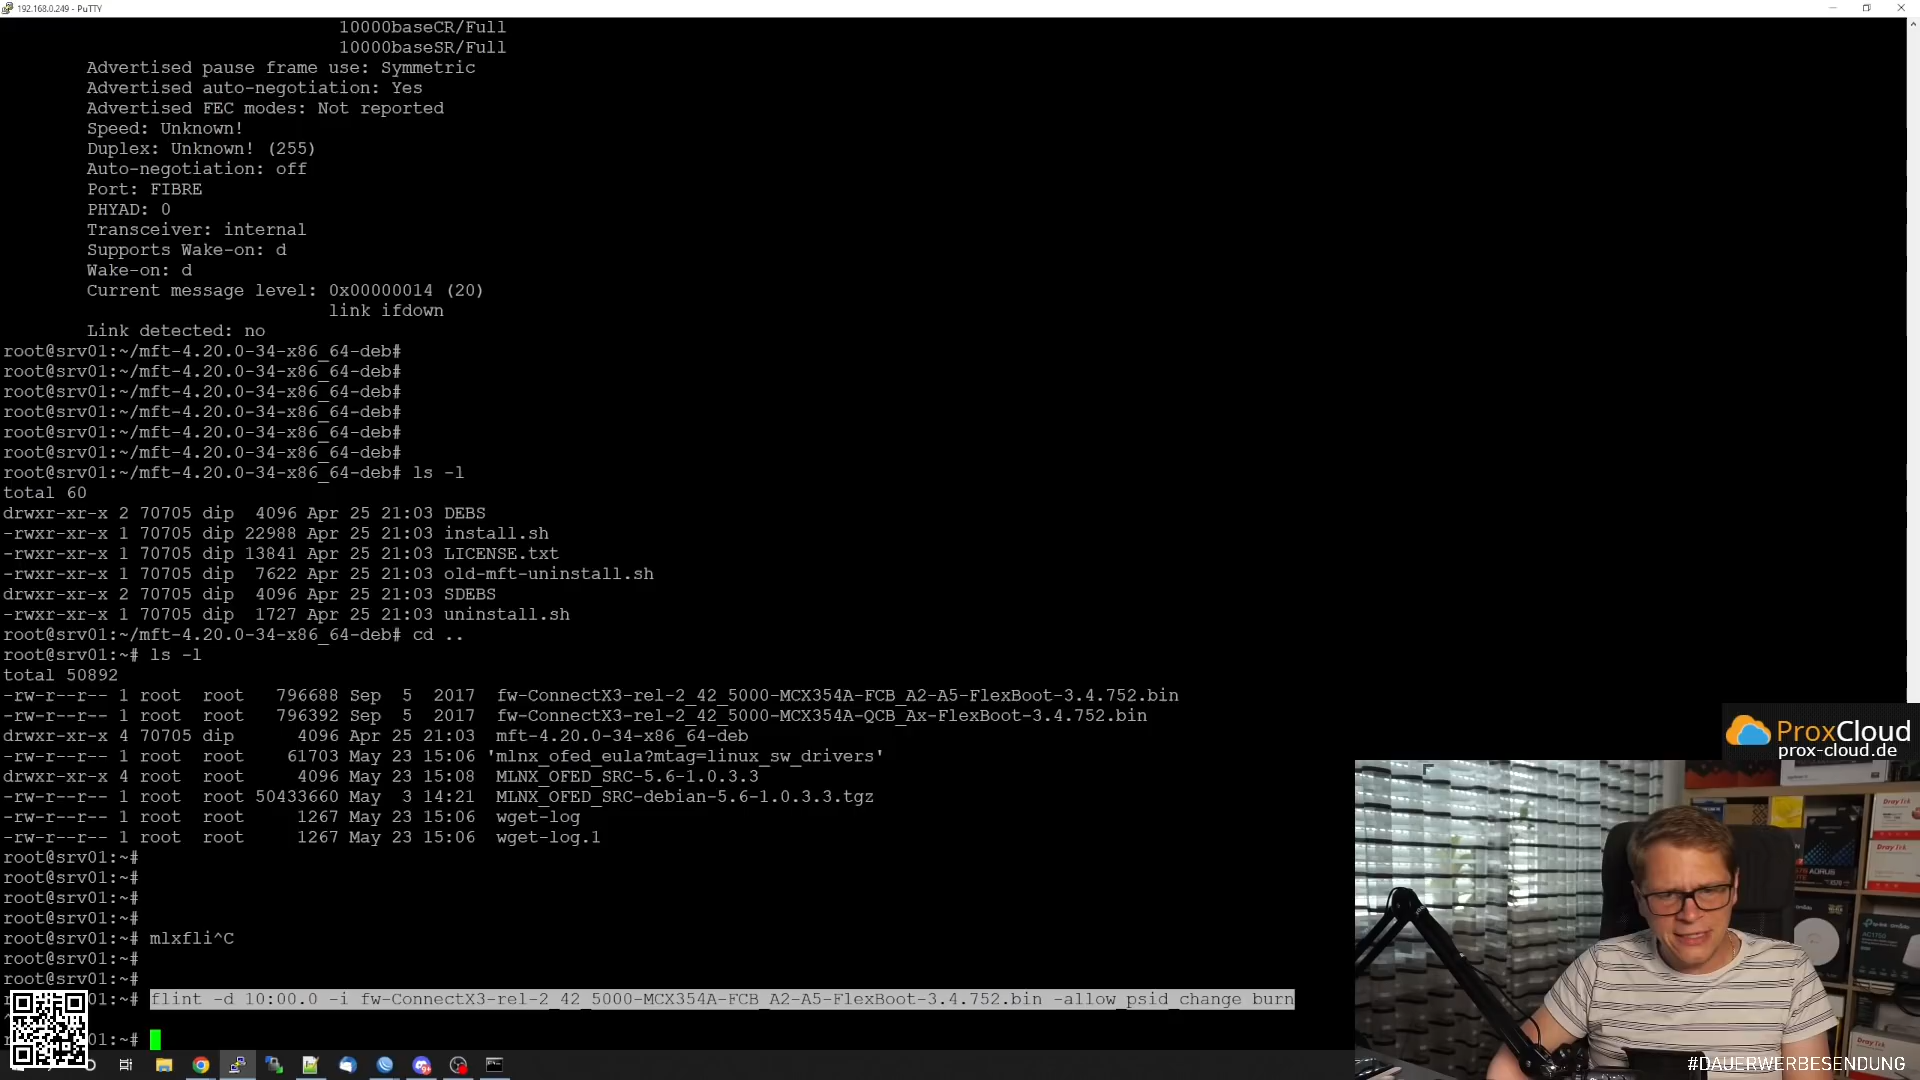 192.168.0.249 - PuTTY
10000baseCR/Full
10000baseSR/Full
Advertised pause frame use: Symmetric
Advertised auto-negotiation: Yes
Advertised FEC modes: Not reported
Speed: Unknown!
Duplex: Unknown! (255)
Auto-negotiation: off
Port: FIBRE
PHYAD: 0
Transceiver: internal
Supports Wake-on: d
Wake-on: d
Current message level: 0x00000014 (20)
link ifdown
Link detected: no
root@srv01:~/mft-4.20.0-34-x86_64-deb#
root@srv01:~/mft-4.20.0-34-x86_64-deb#
root@srv01:~/mft-4.20.0-34-x86_64-deb#
root@srv01:~/mft-4.20.0-34-x86_64-deb#
root@srv01:~/mft-4.20.0-34-x86_64-deb#
root@srv01:~/mft-4.20.0-34-x86_64-deb#
root@srv01:~/mft-4.20.0-34-x86_64-deb# ls -l
total 60
drwxr-xr-x 2 70705 dip 4096 Apr 25 21:03 DEBS
-rwxr-xr-x 1 70705 dip 22988 Apr 25 21:03 install.sh
-rwxr-xr-x 1 70705 dip 13841 Apr 25 21:03 LICENSE.txt
-rwxr-xr-x 1 70705 dip 7622 Apr 25 21:03 old-mft-uninstall.sh
drwxr-xr-x 2 70705 dip 4096 Apr 25 21:03 SDEBS
-rwxr-xr-x 1 70705 dip 1727 Apr 25 21:03 uninstall.sh
root@srv01:~/mft-4.20.0-34-x86_64-deb# cd ..
root@srv01:~# ls -l
total 50892
-rw-r--r-- 1 root root 796688 Sep 5 2017 fw-ConnectX3-rel-2_42_5000-MCX354A-FCB_A2-A5-FlexBoot-3.4.752.bin
-rw-r--r-- 1 root root 796392 Sep 5 2017 fw-ConnectX3-rel-2_42_5000-MCX354A-QCB_Ax-FlexBoot-3.4.752.bin
drwxr-xr-x 4 70705 dip 4096 Apr 25 21:03 mft-4.20.0-34-x86_64-deb
-rw-r--r-- 1 root root 61703 May 23 15:06 'mlnx_ofed_eula?mtag=linux_sw_drivers'
drwxr-xr-x 4 root root 4096 May 23 15:08 MLNX_OFED_SRC-5.6-1.0.3.3
-rw-r--r-- 1 root root 50433660 May 3 14:21 MLNX_OFED_SRC-debian-5.6-1.0.3.3.tgz
-rw-r--r-- 1 root root 1267 May 23 15:06 wget-log
-rw-r--r-- 1 root root 1267 May 23 15:06 wget-log.1
root@srv01:~#
root@srv01:~#
root@srv01:~#
root@srv01:~#
root@srv01:~# mlxfli^C
root@srv01:~#
root@srv01:~#
01:~# flint -d 10:00.0 -i fw-ConnectX3-rel-2_42_5000-MCX354A-FCB_A2-A5-FlexBoot-3.4.752.bin -allow_psid_change burn
01:~#
ProxCloud
prox-cloud.de
DrayTek
AORUS
#DAUERWERBESENDUNG